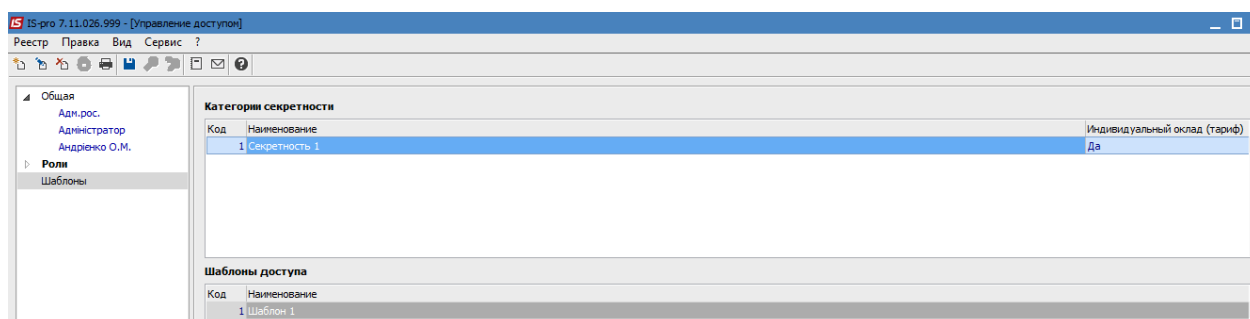 IS-pro 7.11.026.999 - [Управление доступом]
Реестр Правка Вид Сервис ?
Общая
Адм.рос.
Адміністратор
Андрієнко О.М.
Роли
Шаблоны
Категории секретности
Код Наименование Индивидуальный оклад (тариф)
1 Секретность 1 Да
Шаблоны доступа
Код Наименование
1 Шаблон 1